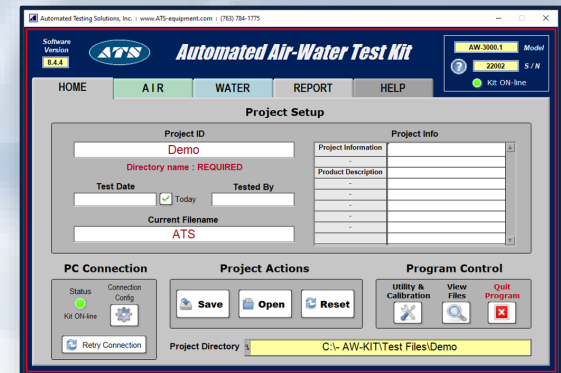 Automated Testing Solutions, Inc. : www.ATS-equipment.com : (763) 784-1775
Software Version
8.4.4
ATS
Automated Air-Water Test Kit
AW-3000.1 Model
22002 S / N
Kit ON-line
HOME AIR WATER REPORT HELP
Project Setup
Project ID
Demo
Directory name : REQUIRED
Test Date Tested By
Today
Current Filename
ATS
Project Info
Project Information
-
Product Description
-
-
-
-
PC Connection
Status
Kit ON-line
Connection Config
Retry Connection
Project Actions
Save Open Reset
Program Control
Utility & Calibration
View Files
Quit Program
Project Directory C:\- AW-KIT\Test Files\Demo